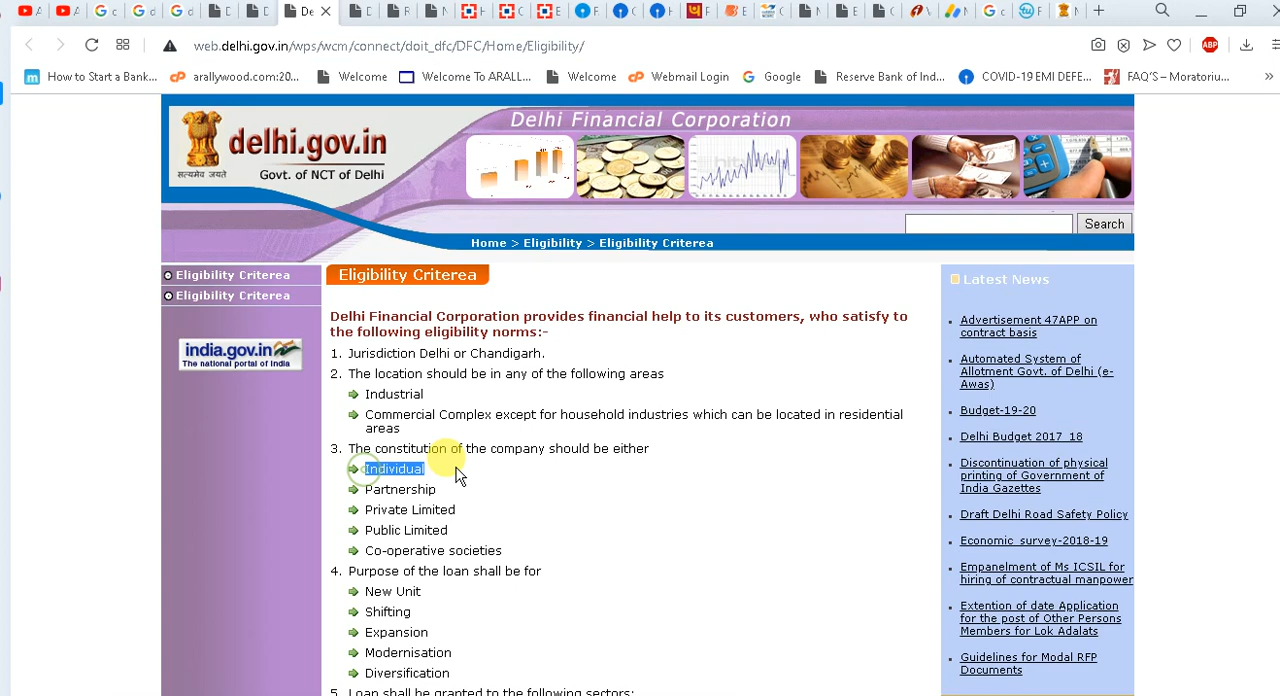 A
A
G c
G d
G d
D
D
De
D
R
N
H
C
E
F
C
H
F
E
C
N
E
C
V
N
G c
F
N
web.delhi.gov.in/wps/wcm/connect/doit_dfc/DFC/Home/Eligibility/
ABP
How to Start a Bank...
arallywood.com:20...
Welcome
Welcome To ARALL...
Welcome
Webmail Login
Google
Reserve Bank of Ind...
COVID-19 EMI DEFE...
FAQ'S – Moratoriu...
»
सत्यमेव जयते
delhi.gov.in
Govt. of NCT of Delhi
Delhi Financial Corporation
Search
Home > Eligibility > Eligibility Criterea
Eligibility Criterea
Eligibility Criterea
india.gov.in
The national portal of India
Eligibility Criterea
Delhi Financial Corporation provides financial help to its customers, who satisfy to
the following eligibility norms:-
1. Jurisdiction Delhi or Chandigarh.
2. The location should be in any of the following areas
Industrial
Commercial Complex except for household industries which can be located in residential
areas
3. The constitution of the company should be either
Individual
Partnership
Private Limited
Public Limited
Co-operative societies
4. Purpose of the loan shall be for
New Unit
Shifting
Expansion
Modernisation
Diversification
5. Loan shall be granted to the following sectors:
Latest News
Advertisement 47APP on
contract basis
Automated System of
Allotment Govt. of Delhi (e-
Awas)
Budget-19-20
Delhi Budget 2017_18
Discontinuation of physical
printing of Government of
India Gazettes
Draft Delhi Road Safety Policy
Economic_survey-2018-19
Empanelment of Ms ICSIL for
hiring of contractual manpower
Extention of date Application
for the post of Other Persons
Members for Lok Adalats
Guidelines for Modal RFP
Documents